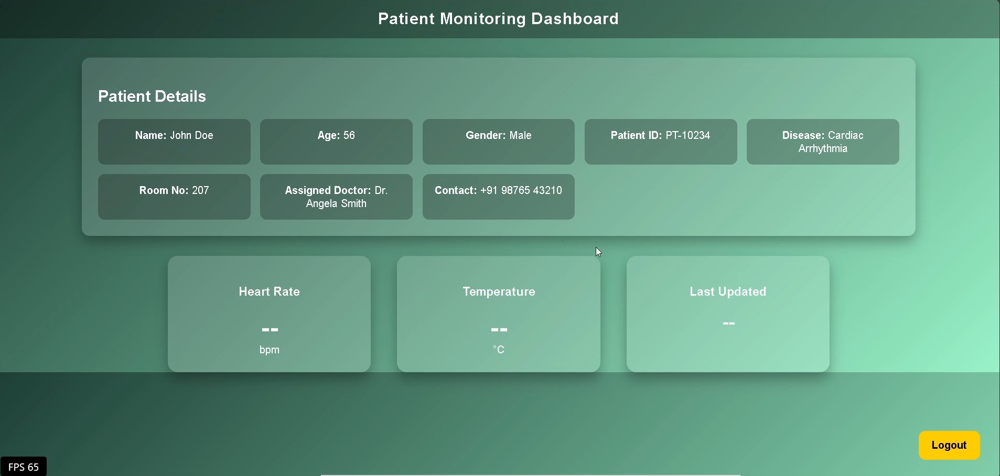 Patient Monitoring Dashboard
Patient Details
Name: John Doe
Age: 56
Gender: Male
Patient ID: PT-10234
Disease: Cardiac
Arrhythmia
Room No: 207
Assigned Doctor: Dr.
Angela Smith
Contact: +91 98765 43210
Heart Rate
--
bpm
Temperature
--
°C
Last Updated
--
Logout
FPS 65